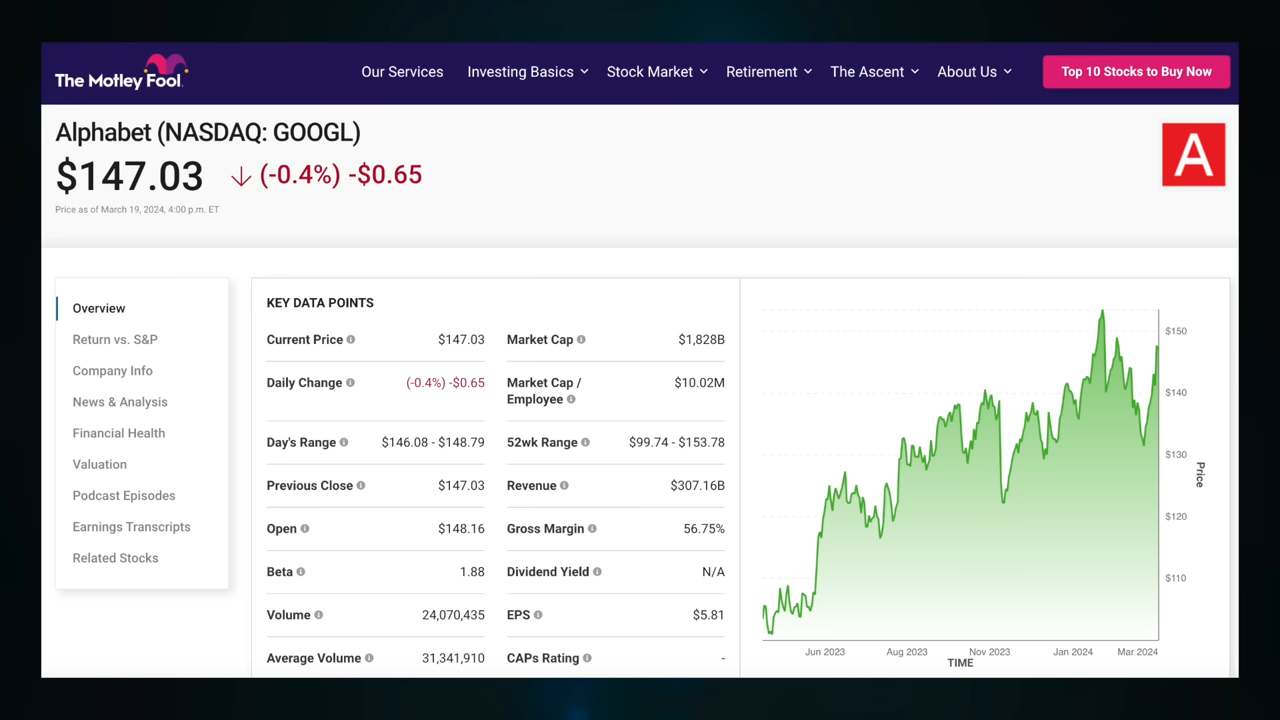 The Motley Fool.
Our Services Investing Basics Stock Market Retirement The Ascent About Us Top 10 Stocks to Buy Now
Alphabet (NASDAQ: GOOGL)
$147.03 (-0.4%) -$0.65
A
Price as of March 19, 2024, 4:00 p.m. ET
Overview
Return vs. S&P
Company Info
News & Analysis
Financial Health
Valuation
Podcast Episodes
Earnings Transcripts
Related Stocks
KEY DATA POINTS
Current Price $147.03
Daily Change (-0.4%) -$0.65
Day's Range $146.08 - $148.79
Previous Close $147.03
Open $148.16
Beta 1.88
Volume 24,070,435
Average Volume 31,341,910
Market Cap $1,828B
Market Cap / $10.02M
Employee
52wk Range $99.74 - $153.78
Revenue $307.16B
Gross Margin 56.75%
Dividend Yield N/A
EPS $5.81
CAPs Rating -
$150
$140
$130
$120
$110
Price
Jun 2023 Aug 2023 Nov 2023 Jan 2024 Mar 2024
TIME